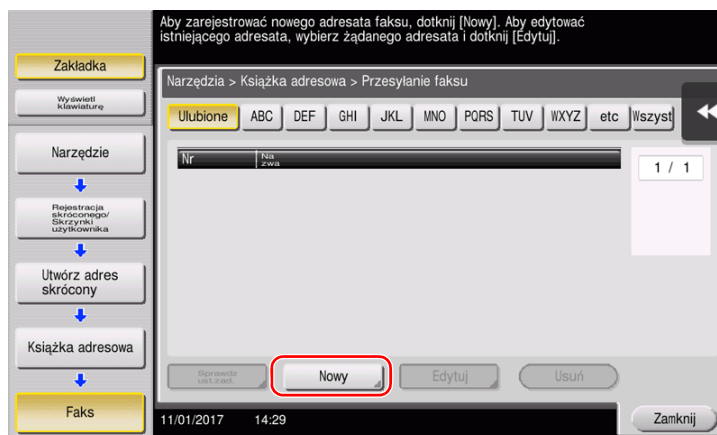 Aby zarejestrować nowego adresata faksu, dotknij [Nowy]. Aby edytować
istniejącego adresata, wybierz żądanego adresata i dotknij [Edytuj].
Zakładka
Wyświetl
klawiaturę
Narzędzie
Rejestracja
skróconego/
Skrzynki
użytkownika
Utwórz adres
skrócony
Książka adresowa
Faks
Narzędzia > Książka adresowa > Przesyłanie faksu
Ulubione ABC DEF GHI JKL MNO PQRS TUV WXYZ etc Wszyst
Nr Na
zwa
1 / 1
Sprawdź
ust.zad.
Nowy Edytuj Usuń
11/01/2017 14:29 Zamknij